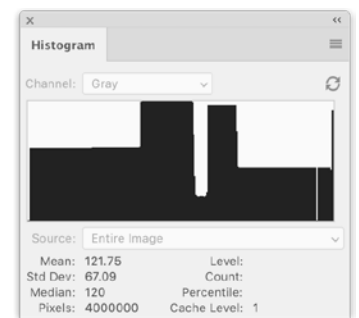 Histogram
Channel: Gray
Source: Entire Image
Mean: 121.75 Level:
Std Dev: 67.09 Count:
Median: 120 Percentile:
Pixels: 4000000 Cache Level: 1